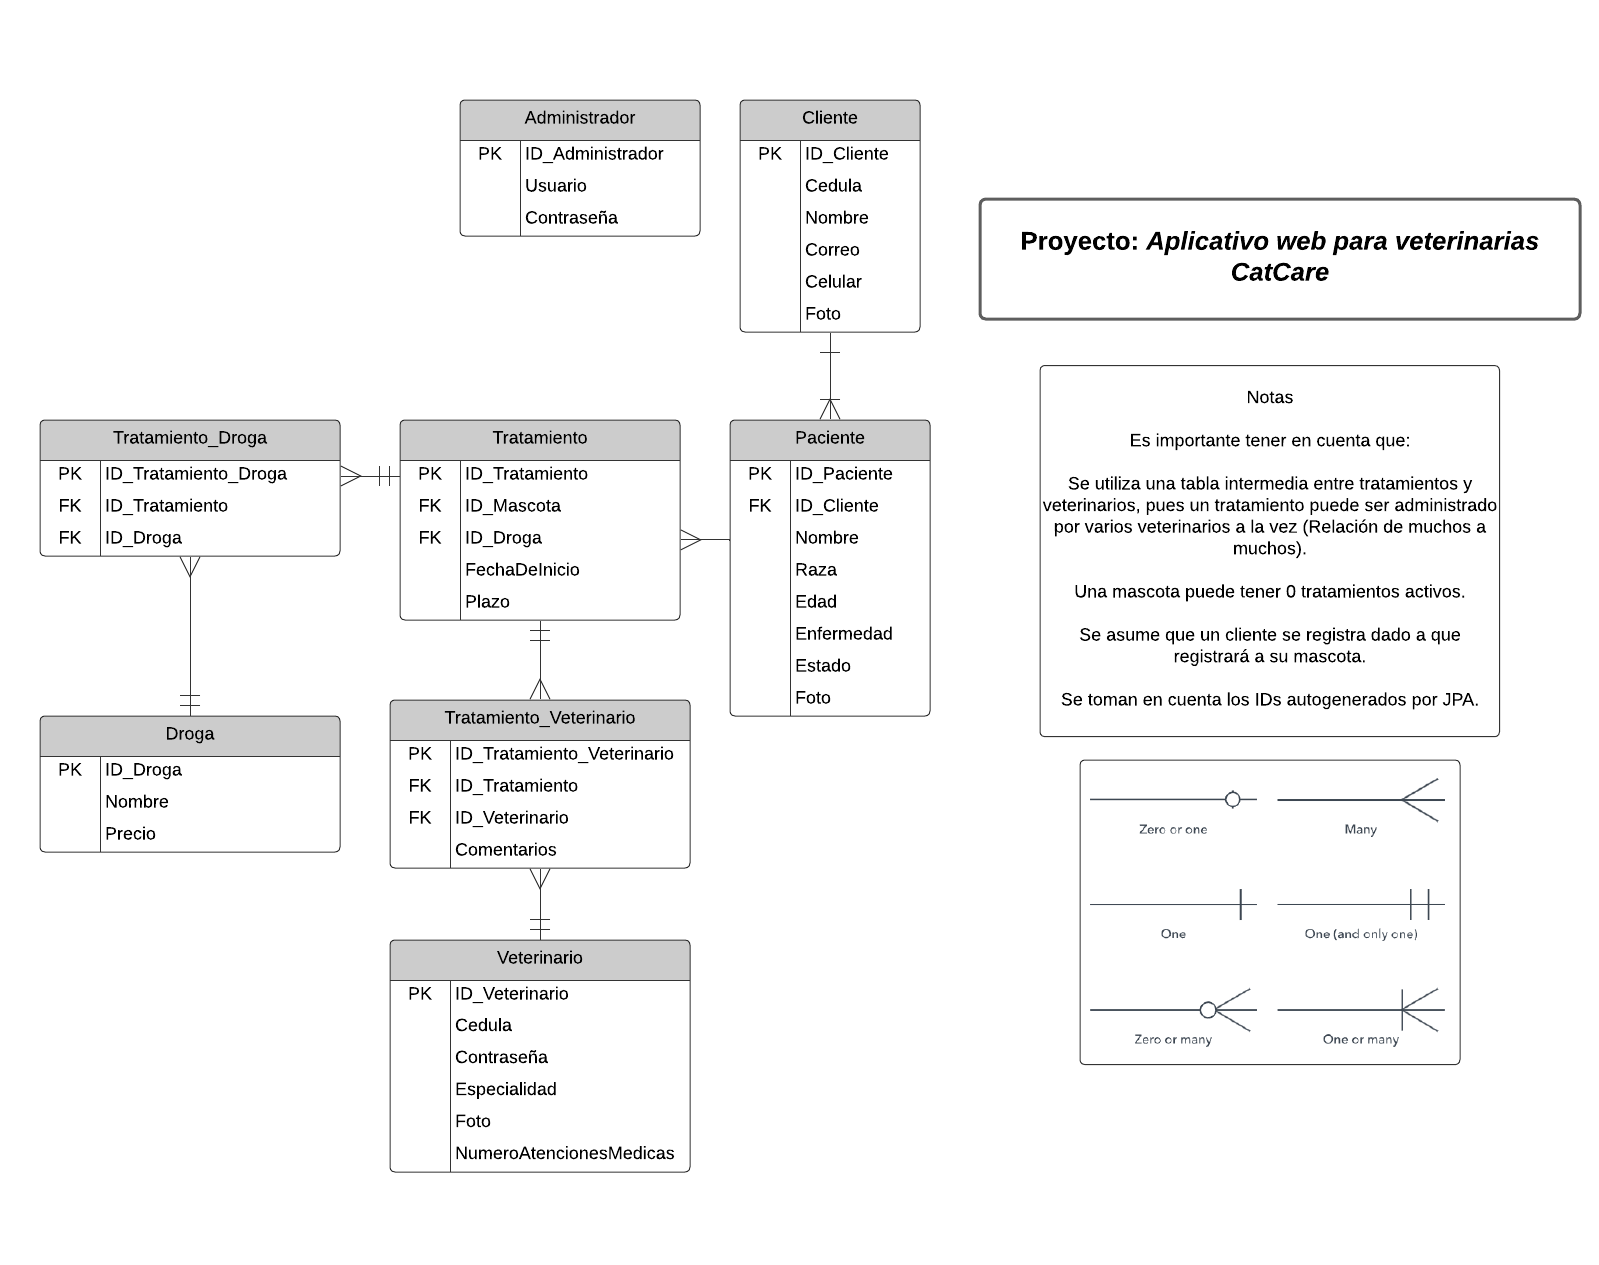 Administrador
PK ID_Administrador
Usuario
Contraseña
Cliente
PK ID_Cliente
Cedula
Nombre
Correo
Celular
Foto
Proyecto: Aplicativo web para veterinarias
CatCare
Tratamiento_Droga
PK ID_Tratamiento_Droga
FK ID_Tratamiento
FK ID_Droga
Tratamiento
PK ID_Tratamiento
FK ID_Mascota
FK ID_Droga
FechaDeInicio
Plazo
Paciente
PK ID_Paciente
FK ID_Cliente
Nombre
Raza
Edad
Enfermedad
Estado
Foto
Notas
Es importante tener en cuenta que:
Se utiliza una tabla intermedia entre tratamientos y
veterinarios, pues un tratamiento puede ser administrado
por varios veterinarios a la vez (Relación de muchos a
muchos).
Una mascota puede tener 0 tratamientos activos.
Se asume que un cliente se registra dado a que
registrará a su mascota.
Se toman en cuenta los IDs autogenerados por JPA.
Droga
PK ID_Droga
Nombre
Precio
Tratamiento_Veterinario
PK ID_Tratamiento_Veterinario
FK ID_Tratamiento
FK ID_Veterinario
Comentarios
Veterinario
PK ID_Veterinario
Cedula
Contraseña
Especialidad
Foto
NumeroAtencionesMedicas
Zero or one
Many
One
One (and only one)
Zero or many
One or many